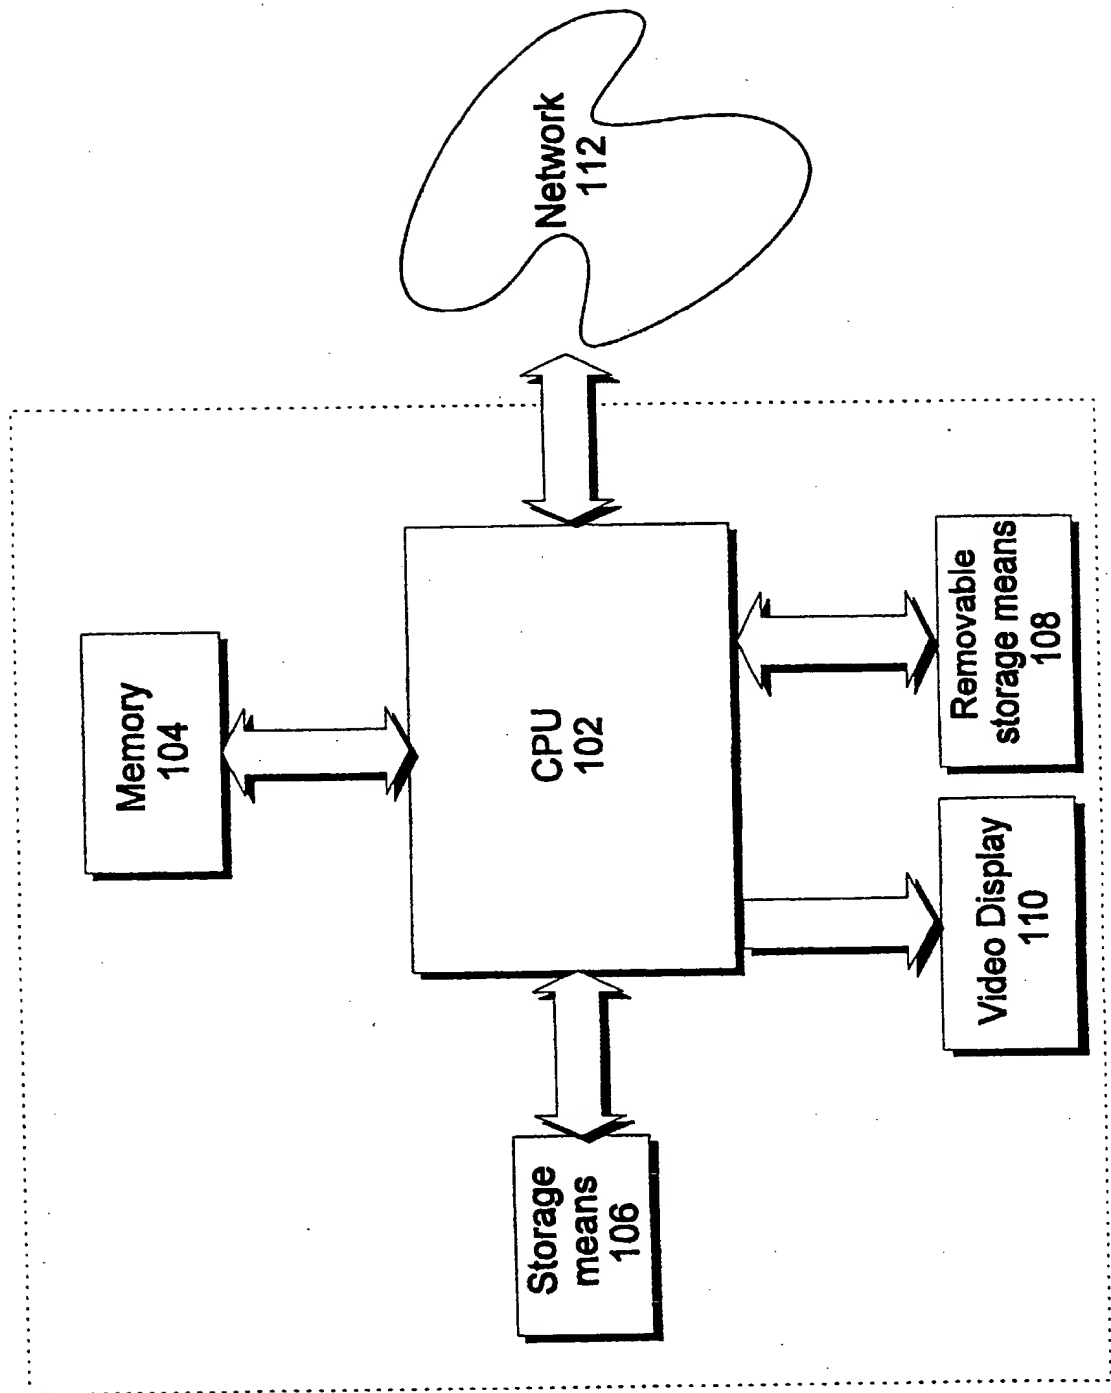 Memory
104
Storage
means
106
CPU
102
Network
112
Video Display
110
Removable
storage means
108